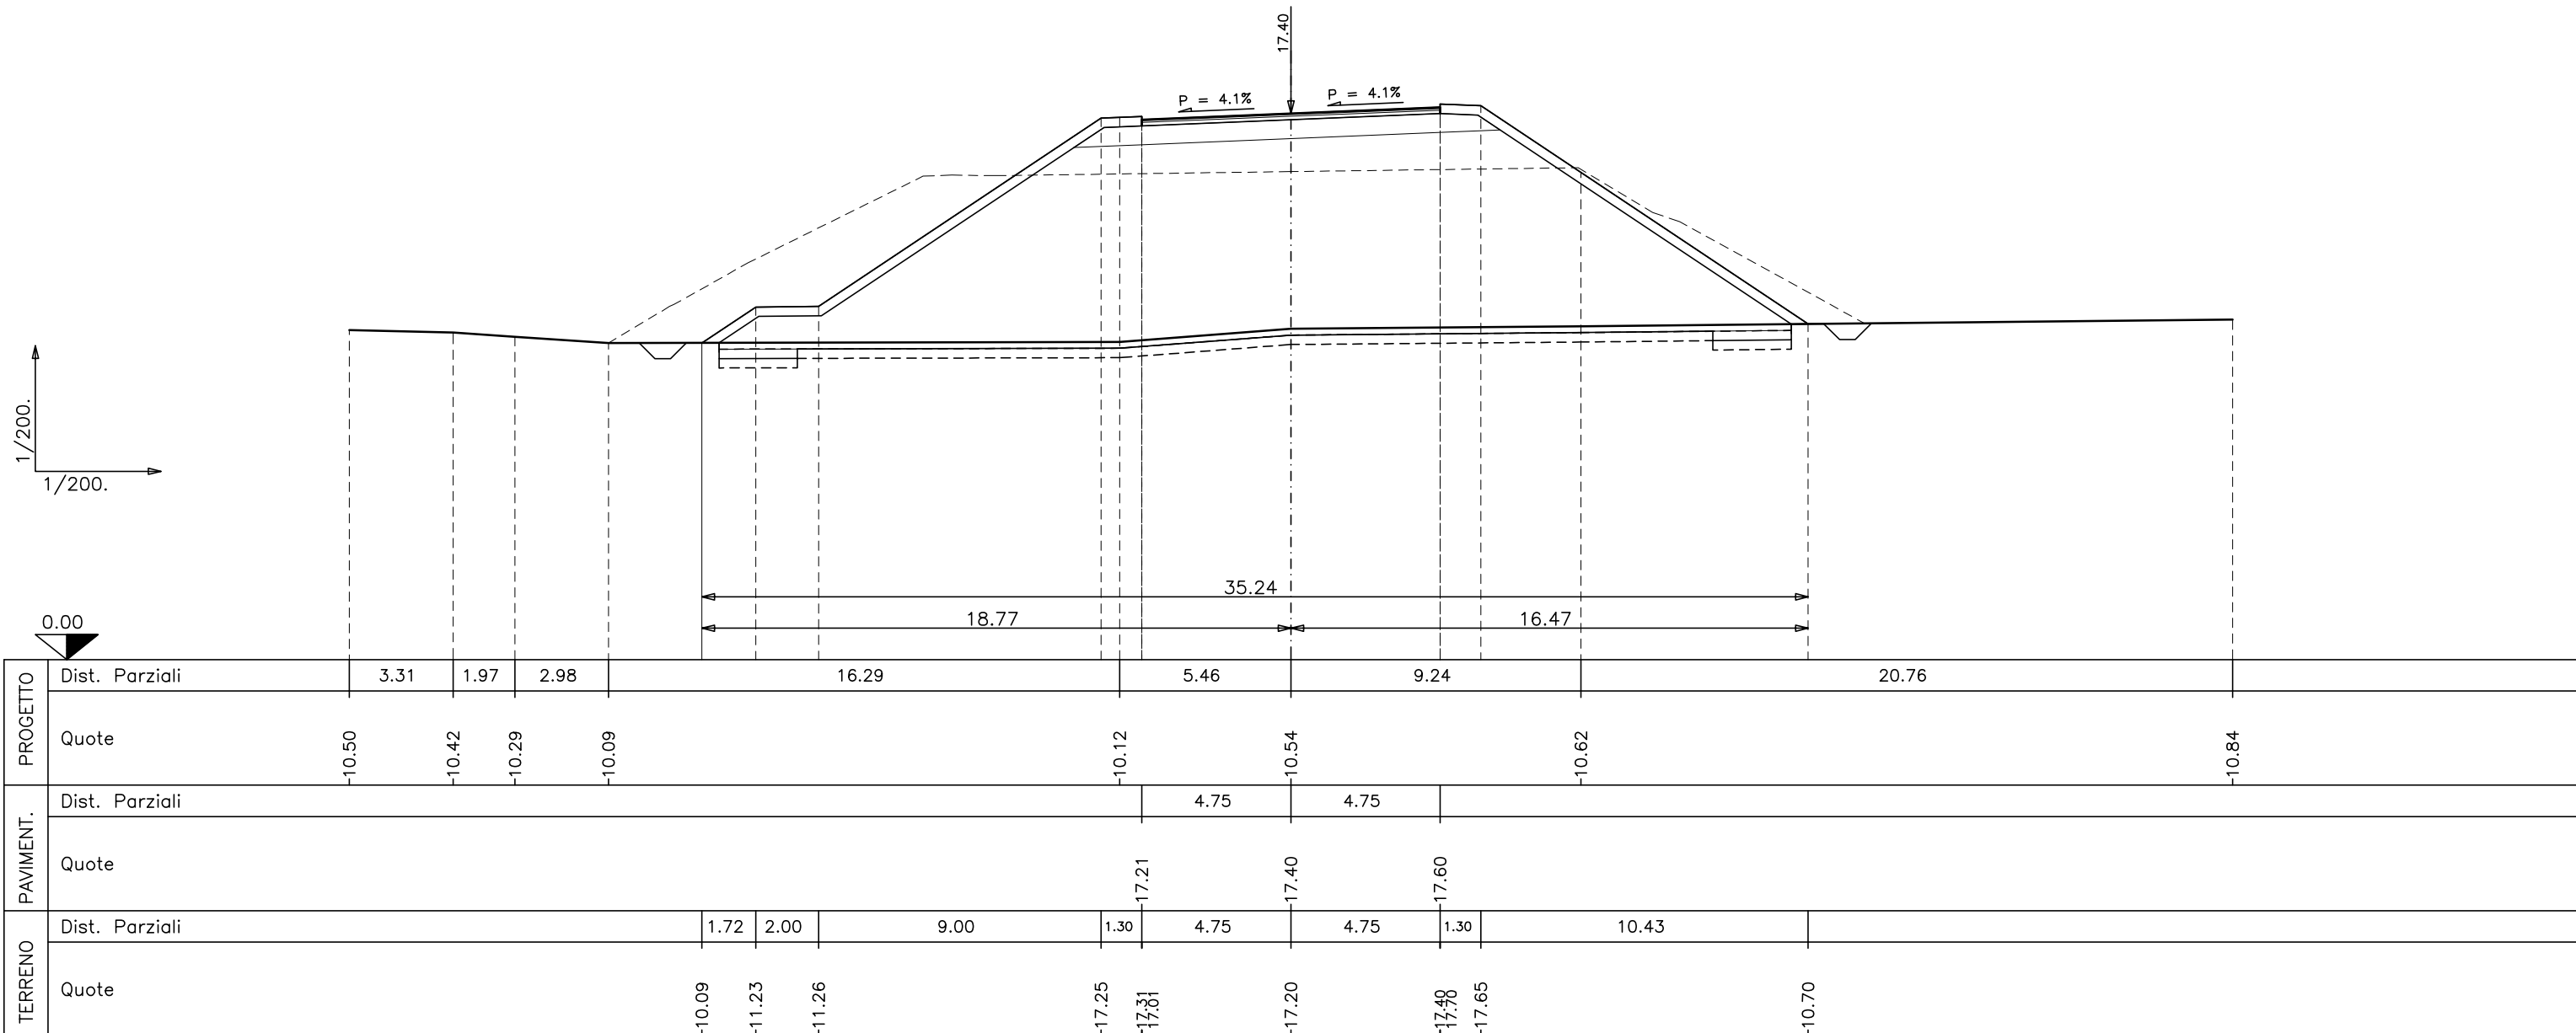 17.40
P = 4.1%
P = 4.1%
1/200.
1/200.
35.24
18.77
16.47
0.00
PROGETTO
Dist. Parziali
3.31 1.97 2.98 16.29 5.46 9.24 20.76
Quote
10.50 10.42 10.29 10.09 10.12 10.54 10.62 10.84
PAVIMENT.
Dist. Parziali
4.75 4.75
Quote
17.21 17.40 17.60
TERRENO
Dist. Parziali
1.72 2.00 9.00 1.30 4.75 4.75 1.30 10.43
Quote
10.09 11.23 11.26 17.25 17.31 17.01 17.20 17.40 17.70 17.65 10.70